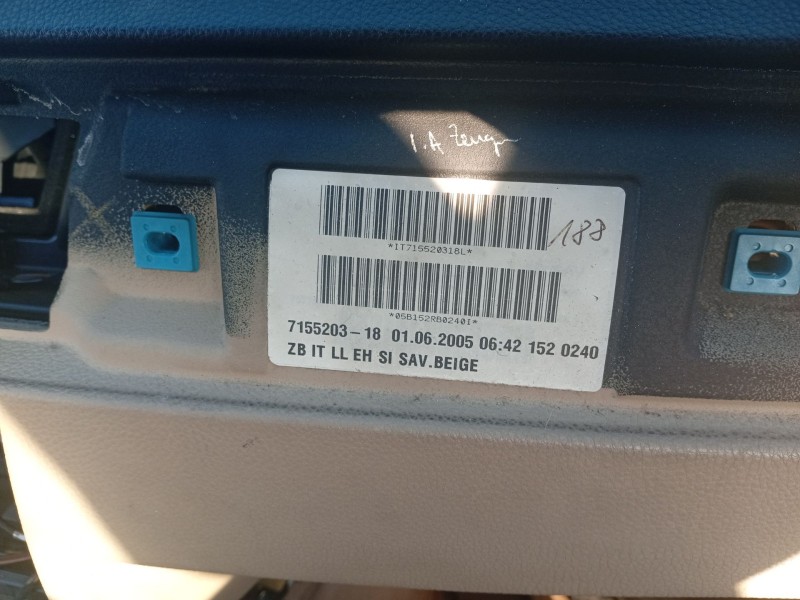 I.A Zeug
188
*IT715520318L*
*05B152RB0240I*
7155203-18 01.06.2005 06:42 152 0240
ZB IT LL EH SI SAV.BEIGE